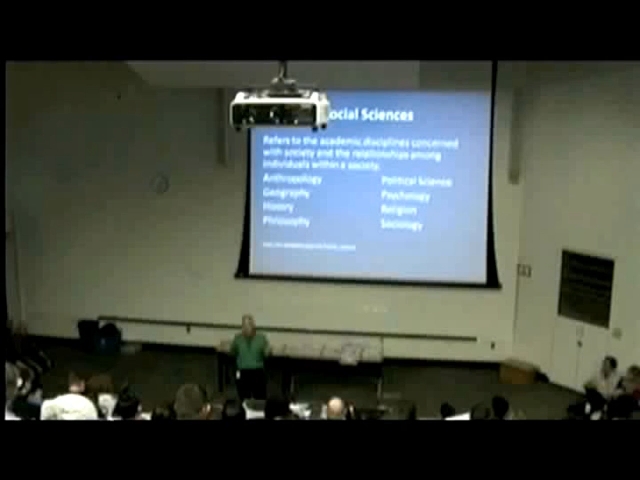 ocial Sciences
Refers to the academic disciplines concerned
with society and the relationships among
individuals within a society.
Anthropology
Geography
History
Philosophy
Political Science
Psychology
Religion
Sociology